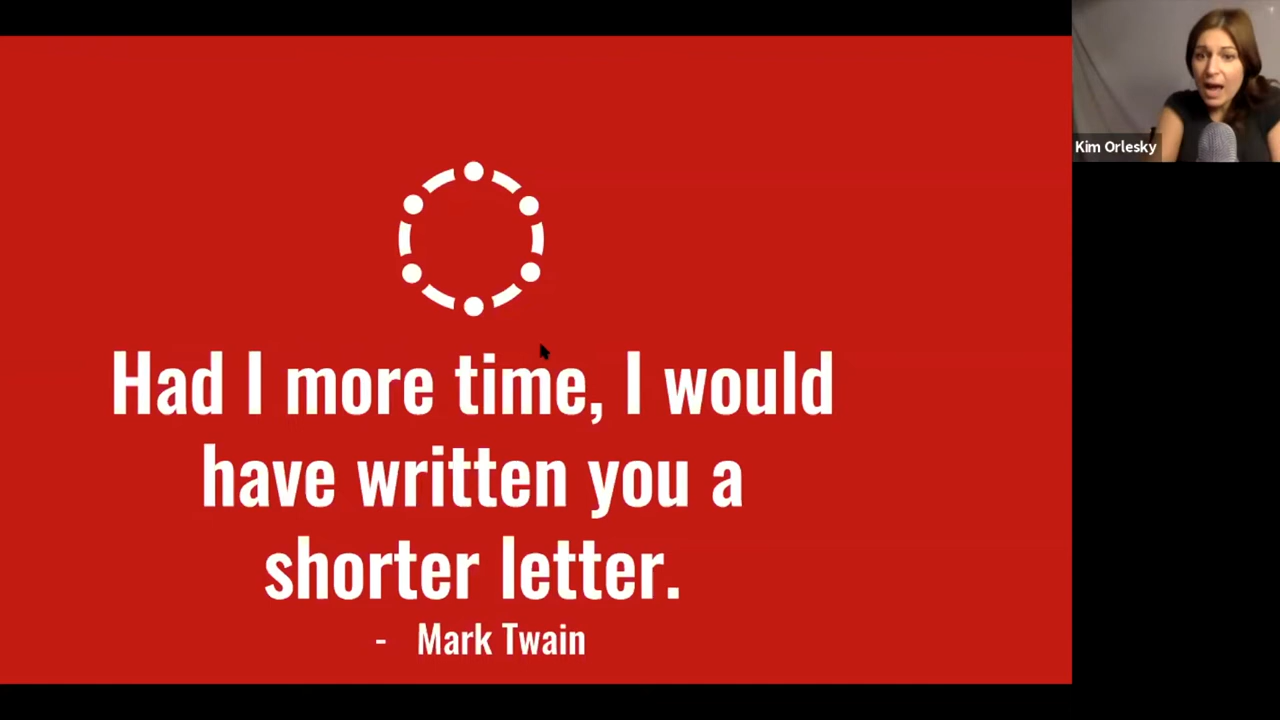 Had I more time, I would
have written you a
shorter letter.
- Mark Twain
Kim Orlesky